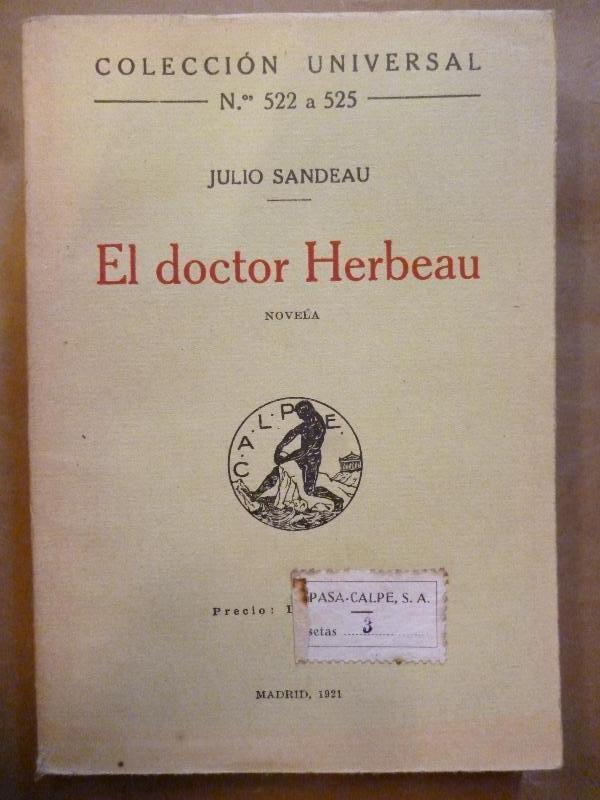 COLECCIÓN UNIVERSAL
N.ºˢ 522 a 525
JULIO SANDEAU
El doctor Herbeau
NOVELA
C.A.L.P.E.
Precio:
PASA-CALPE, S. A.
setas 3
MADRID, 1921